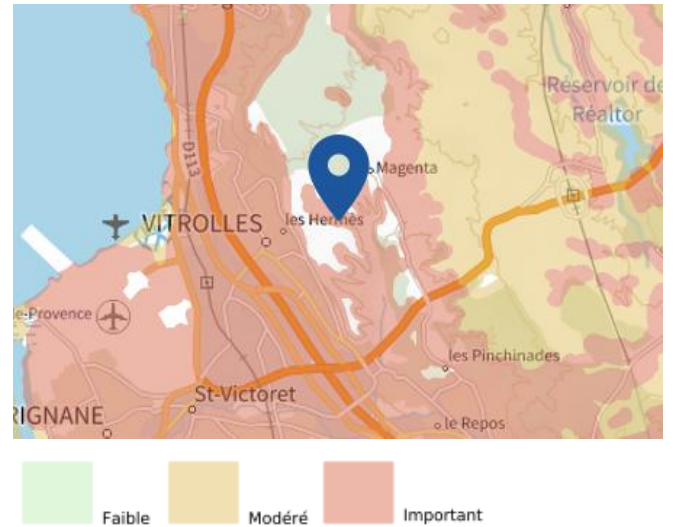 Réservoir de
Réaltor
D113
Magenta
VITROLLES
les Hermès
e-Provence
les Pinchinades
St-Victoret
RIGNANE
le Repos
Faible
Modéré
Important